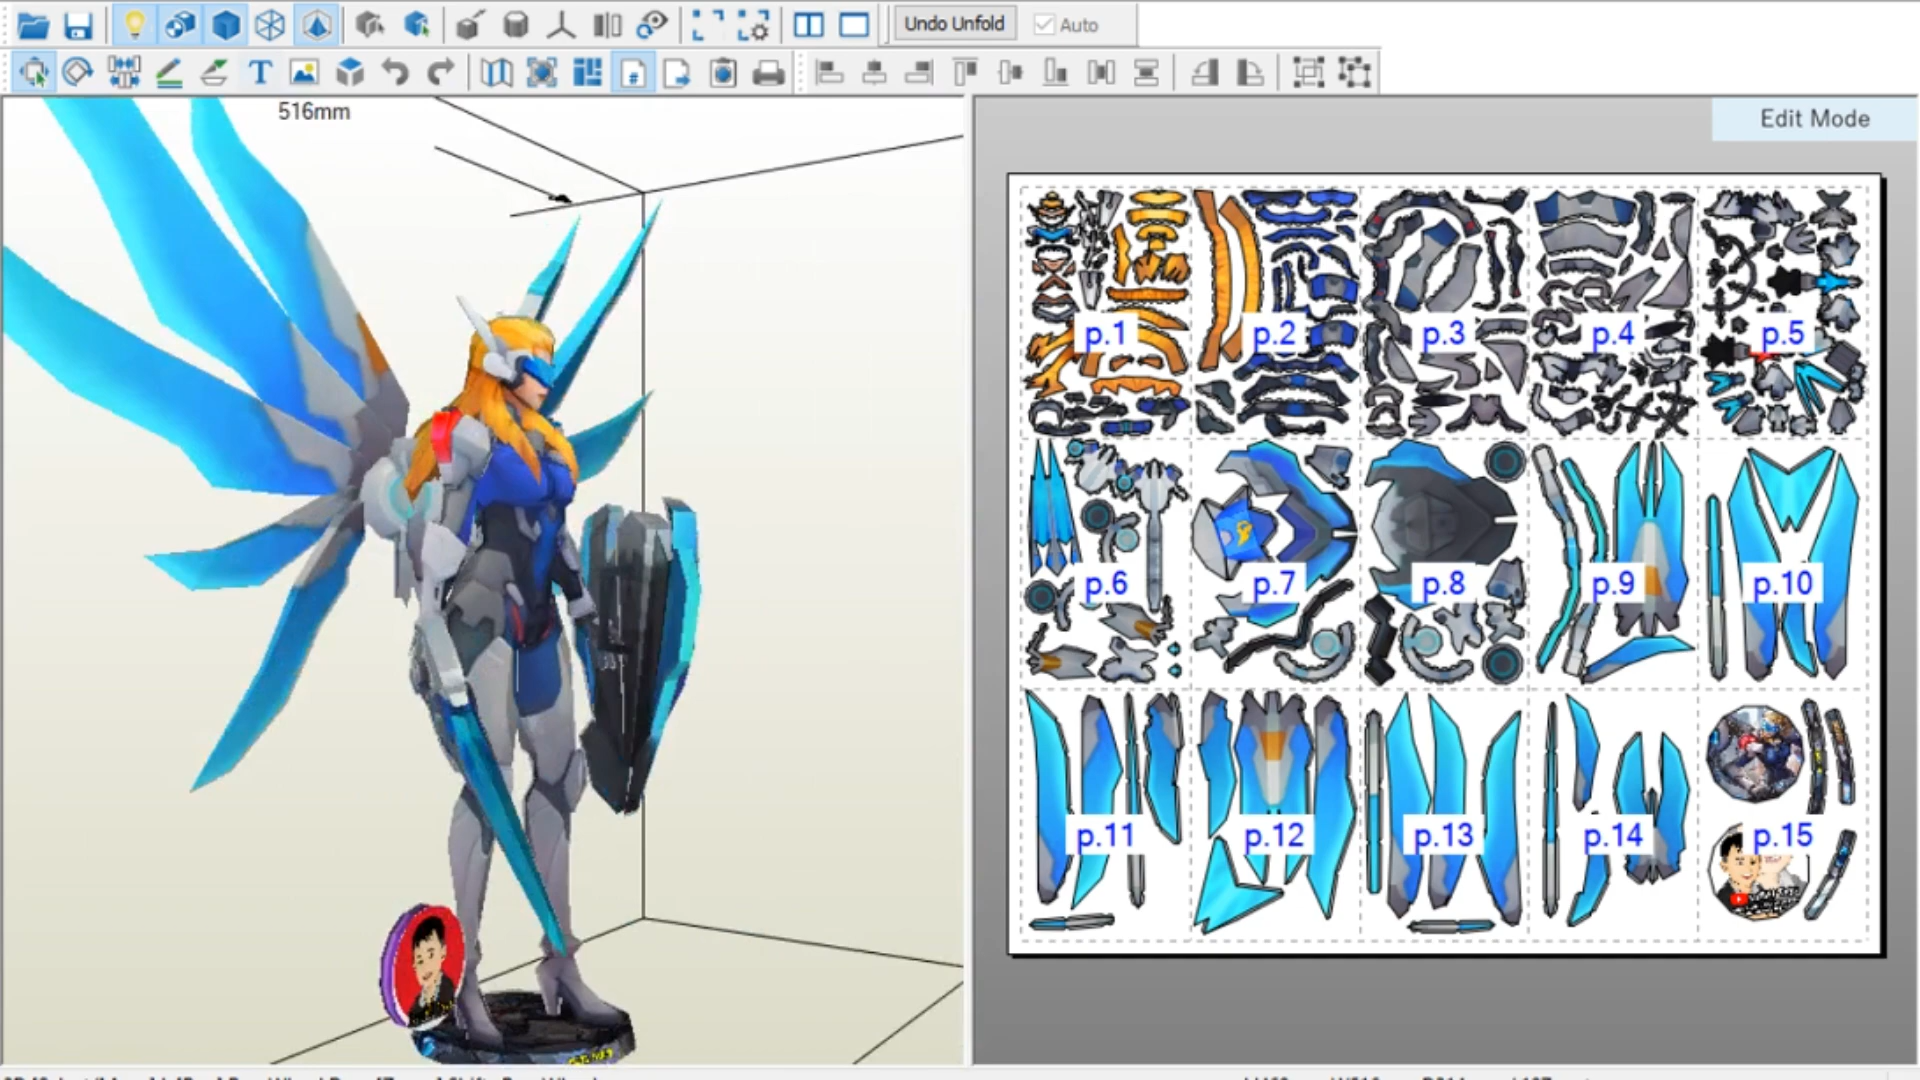 Undo Unfold
Auto
516mm
Edit Mode
p.1
p.2
p.3
p.4
p.5
p.6
p.7
p.8
p.9
p.10
p.11
p.12
p.13
p.14
p.15